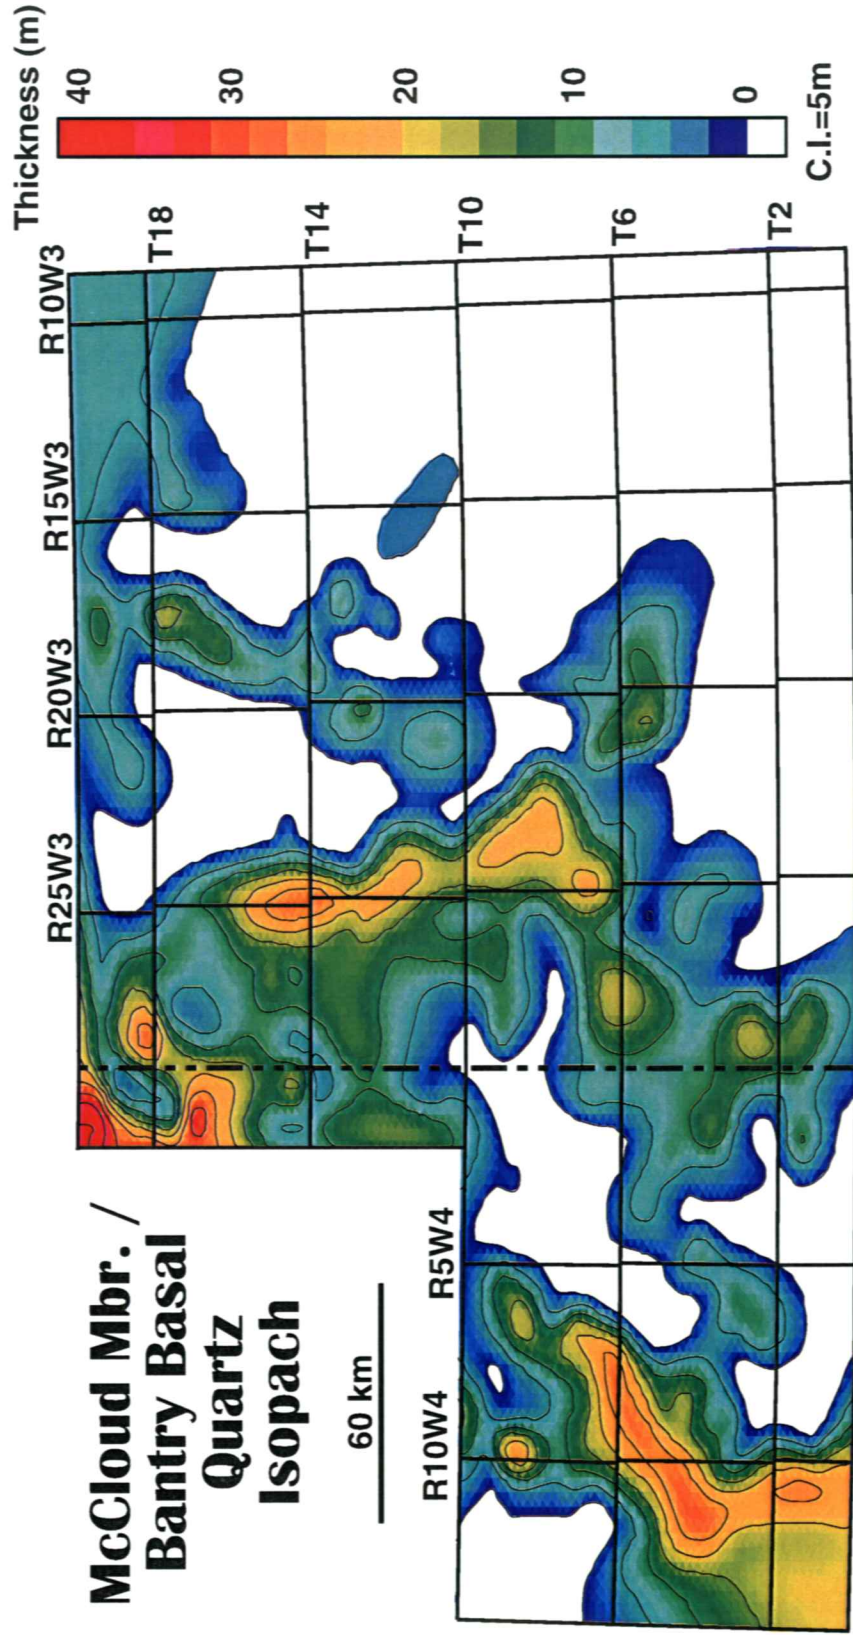 McCloud Mbr. /
Bantry Basal
Quartz
Isopach
60 km
R10W4
R5W4
R25W3
R20W3
R15W3
R10W3
T18
T14
T10
T6
T2
Thickness (m)
40
30
20
10
0
C.I.=5m